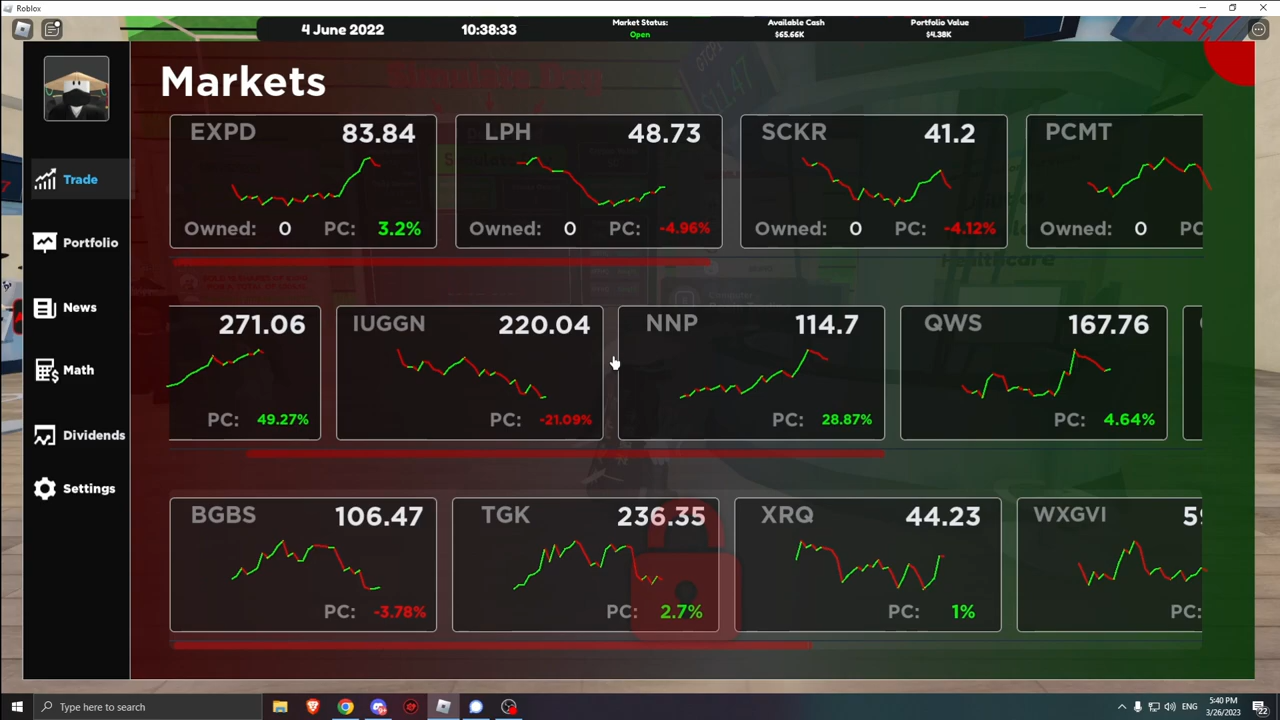 Roblox
4 June 2022
10:38:33
Market Status:
Open
Available Cash
$65.66K
Portfolio Value
$4.38K
Markets
Trade
Portfolio
News
Math
Dividends
Settings
EXPD 83.84
Owned: 0 PC: 3.2%
LPH 48.73
Owned: 0 PC: -4.96%
SCKR 41.2
Owned: 0 PC: -4.12%
PCMT
Owned: 0 PC
Healthcare
271.06
PC: 49.27%
IUGGN 220.04
PC: -21.09%
NNP 114.7
PC: 28.87%
QWS 167.76
PC: 4.64%
BGBS 106.47
PC: -3.78%
TGK 236.35
PC: 2.7%
XRQ 44.23
PC: 1%
WXGVI
PC:
Type here to search
ENG
5:40 PM
3/26/2023
22